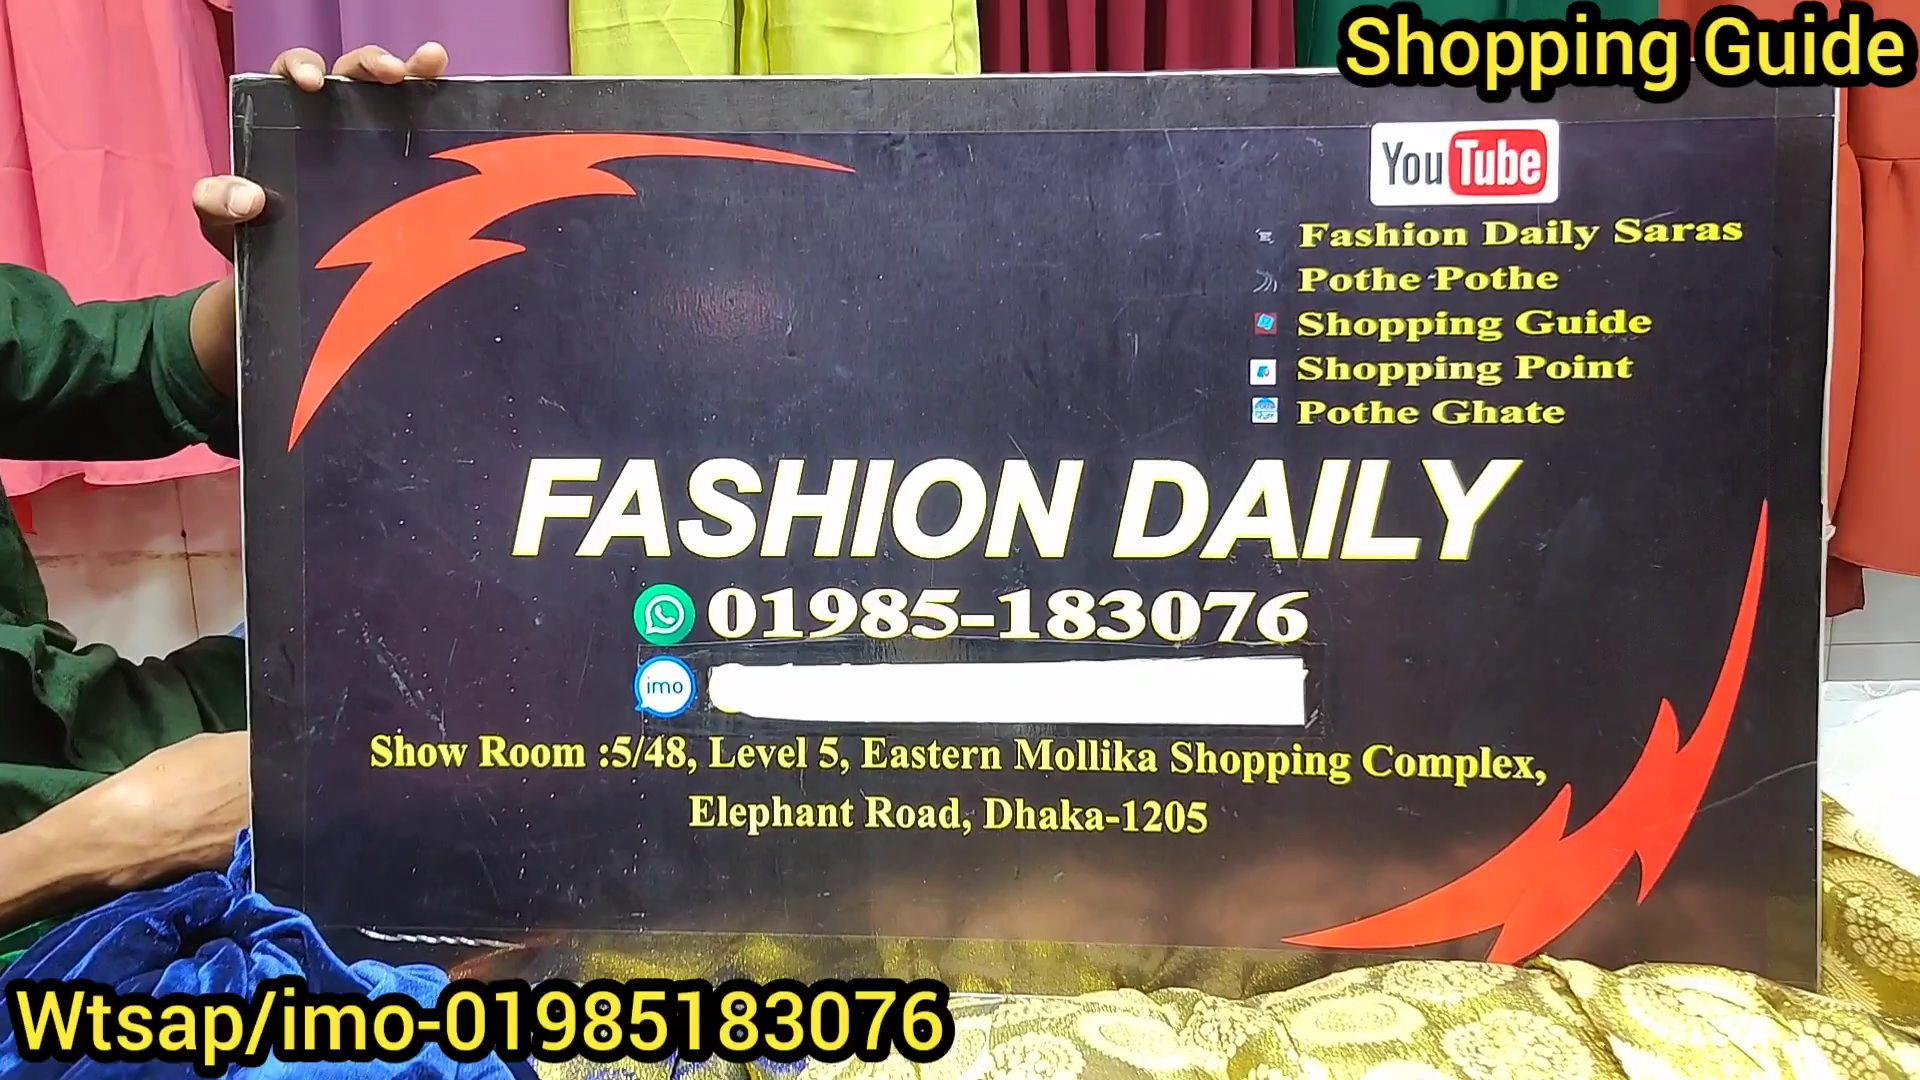 Shopping Guide
YouTube
Fashion Daily Saras
Pothe Pothe
Shopping Guide
Shopping Point
Pothe Ghate
FASHION DAILY
01985-183076
imo
Show Room :5/48, Level 5, Eastern Mollika Shopping Complex,
Elephant Road, Dhaka-1205
Wtsap/imo-01985183076